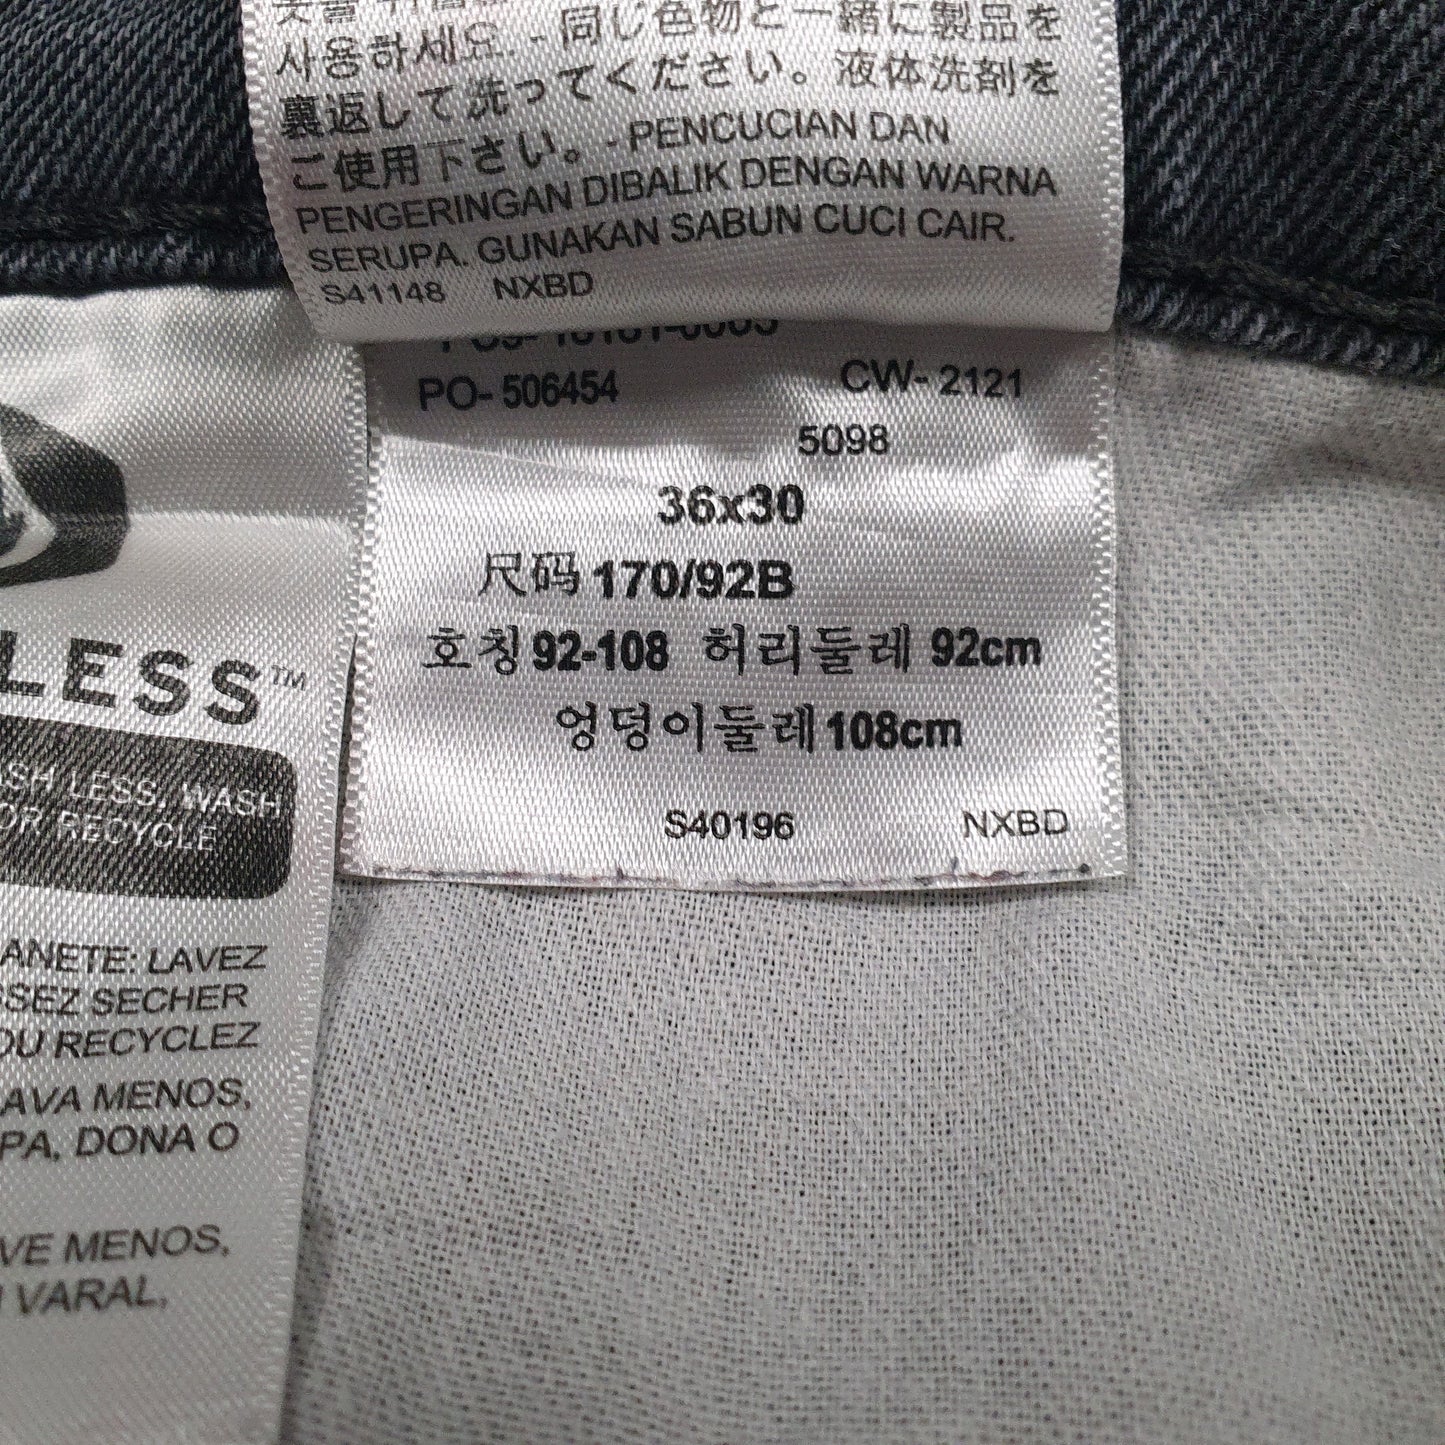 사용하세요. - 同じ色物と一緒に製品を
裏返して洗ってください。液体洗剤を
ご使用下さい。- PENCUCIAN DAN
PENGERINGAN DIBALIK DENGAN WARNA
SERUPA. GUNAKAN SABUN CUCI CAIR.
S41148 NXBD
PO- 506454 CW- 2121
5098
36x30
尺码 170/92B
호칭 92-108 허리둘레 92cm
엉덩이둘레 108cm
S40196 NXBD
LESS™
ASH LESS, WASH
OR RECYCLE
ANETE: LAVEZ
SSEZ SECHER
OU RECYCLEZ
AVA MENOS,
PA, DONA O
VE MENOS,
VARAL,